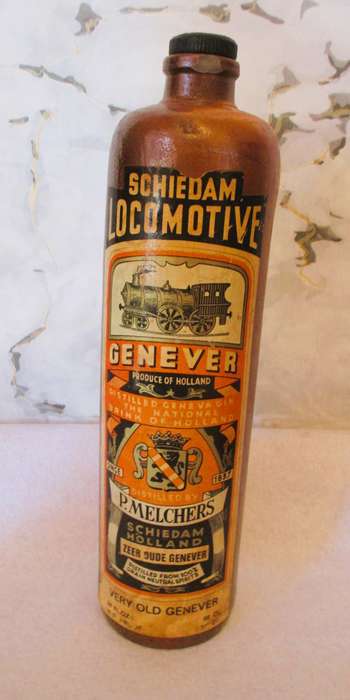 SCHIEDAM
LOCOMOTIVE
GENEVER
PRODUCE OF HOLLAND
DISTILLED GENEVA GIN
THE NATIONAL
DRINK OF HOLLAND
SINCE
DISTILLED BY
P. MELCHERS
SCHIEDAM
HOLLAND
ZEER OUDE GENEVER
DISTILLED FROM 100%
GRAIN NEUTRAL SPIRITS
VERY OLD GENEVER